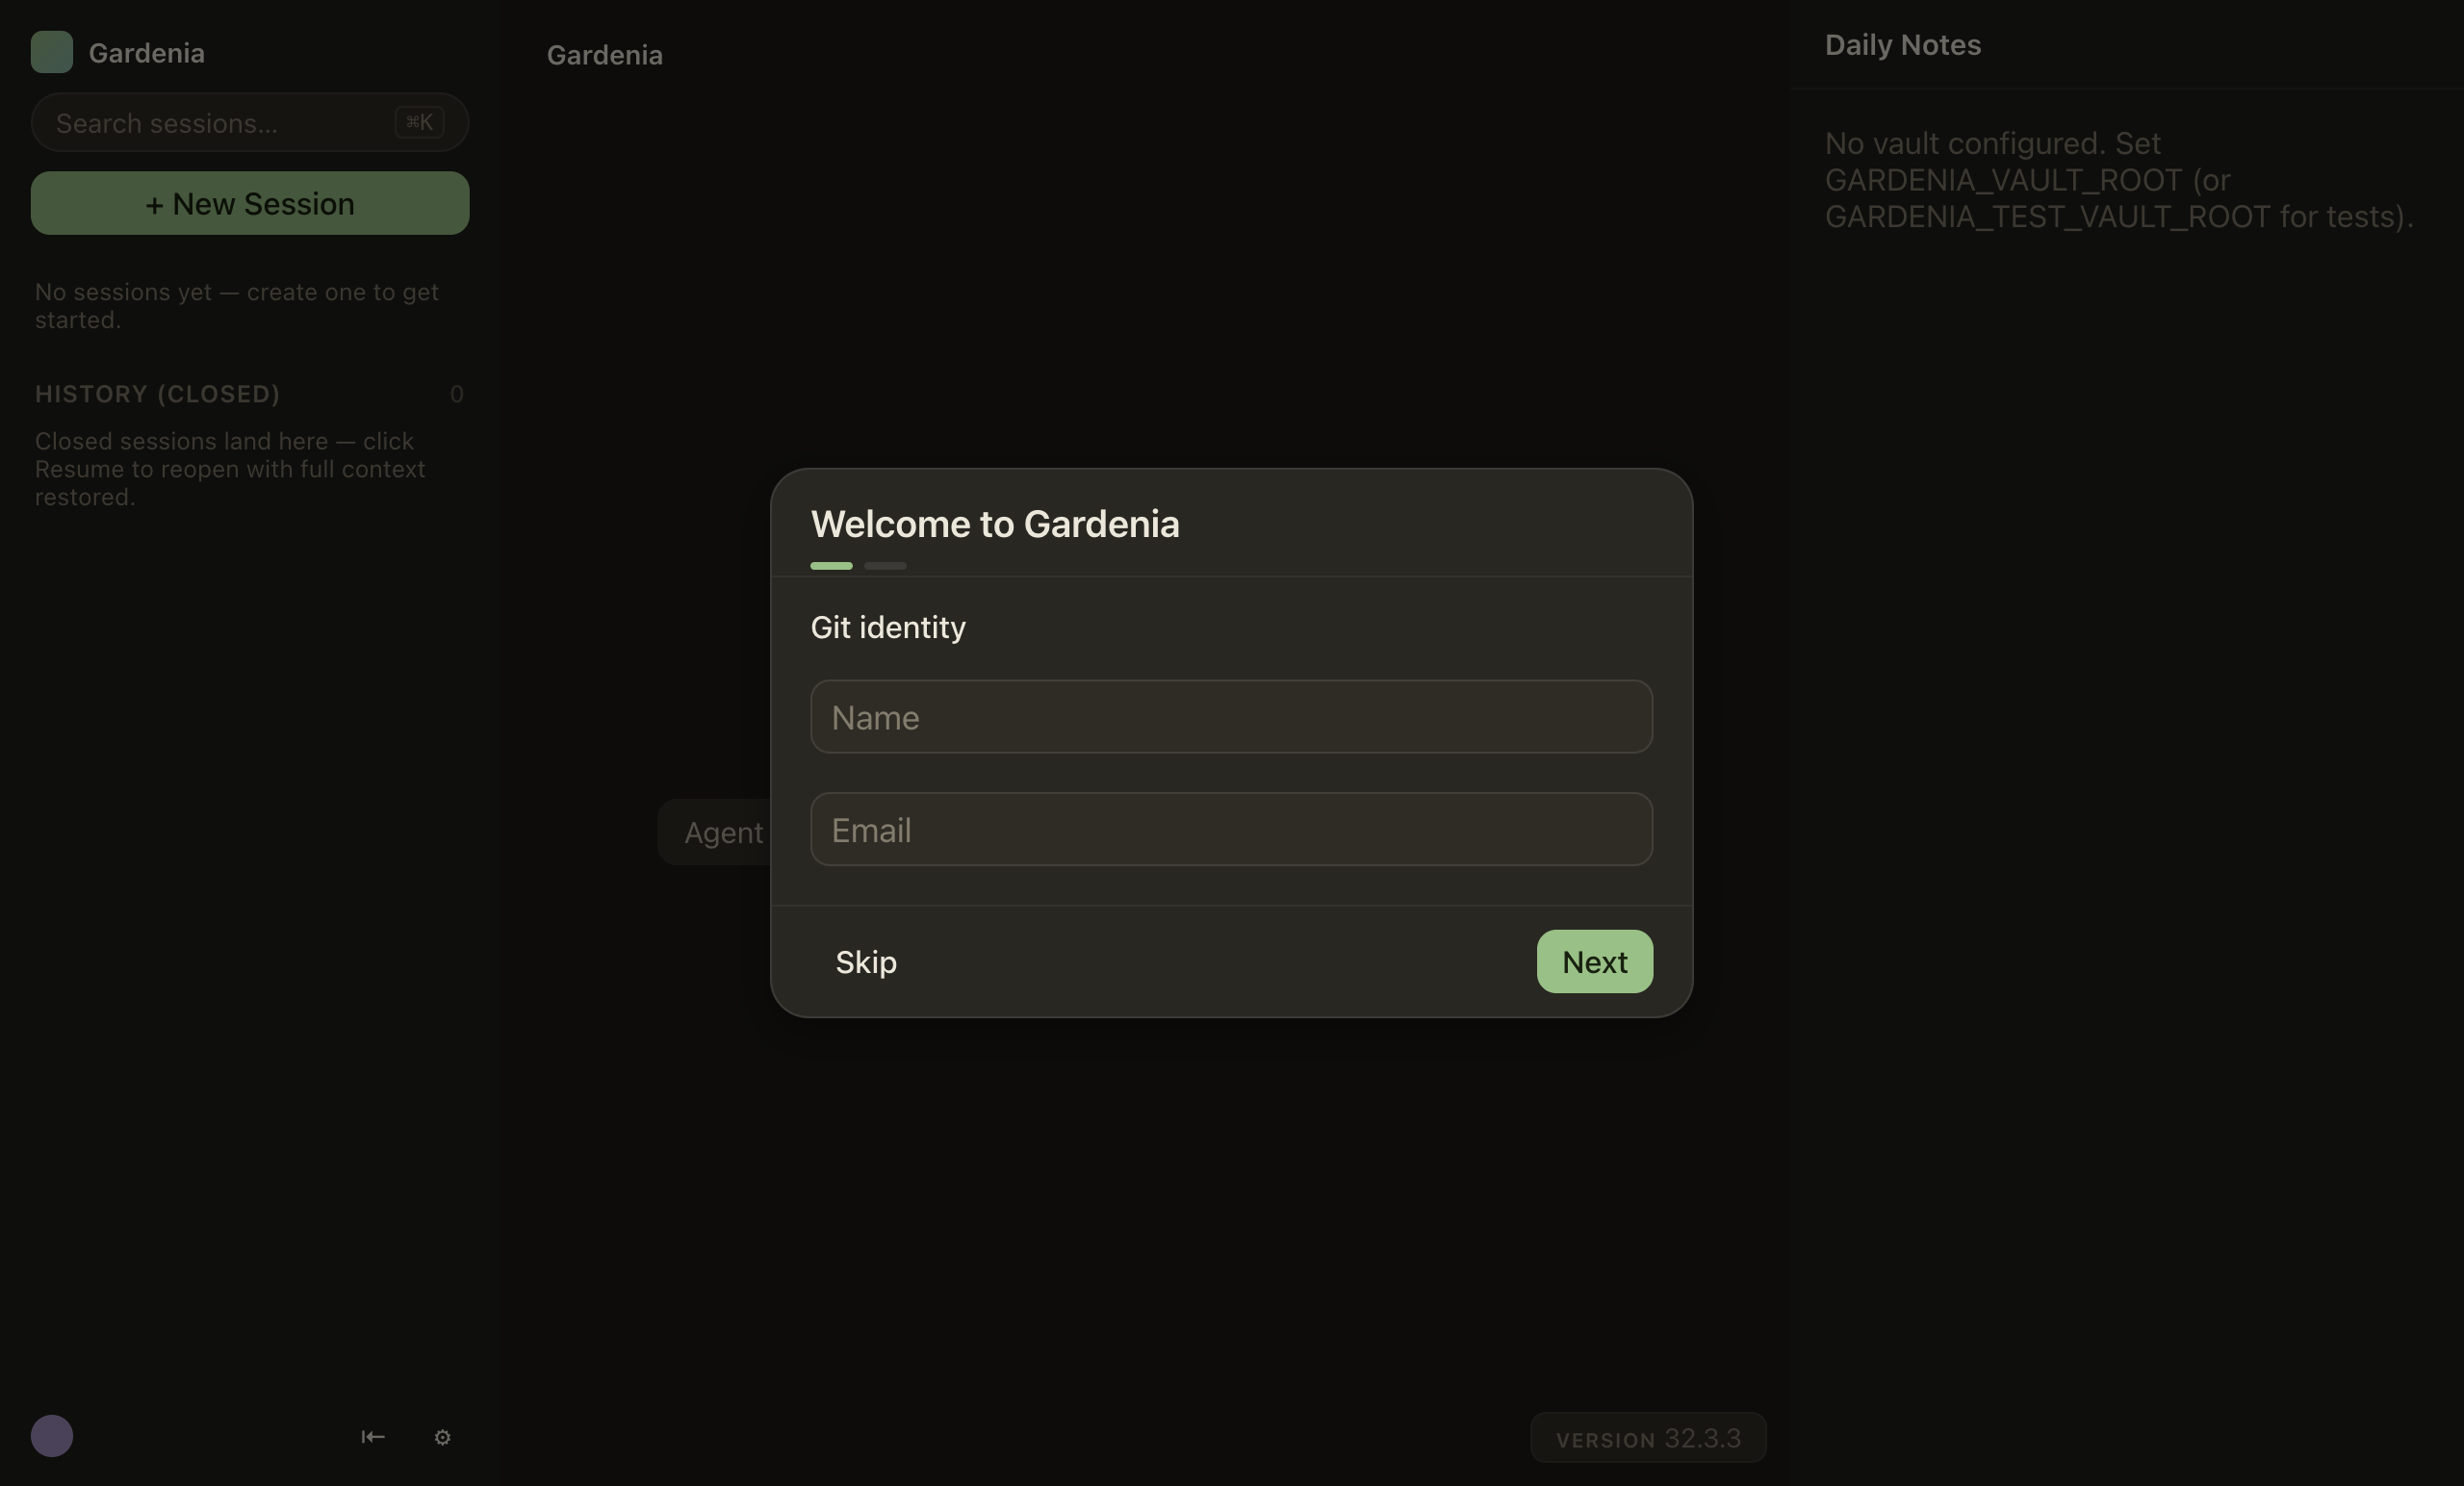 Gardenia
Search sessions...
⌘K
+ New Session
No sessions yet — create one to get
started.
HISTORY (CLOSED)
0
Closed sessions land here — click
Resume to reopen with full context
restored.
Gardenia
Agent
Welcome to Gardenia
Git identity
Name
Email
Skip
Next
VERSION 32.3.3
Daily Notes
No vault configured. Set
GARDENIA_VAULT_ROOT (or
GARDENIA_TEST_VAULT_ROOT for tests).